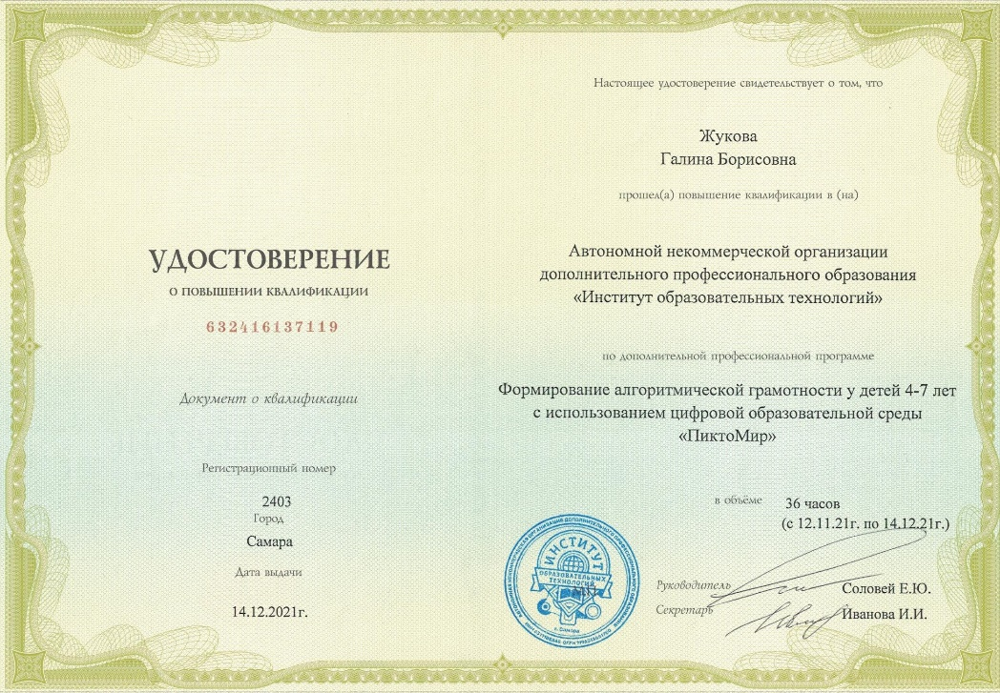 УДОСТОВЕРЕНИЕ
О ПОВЫШЕНИИ КВАЛИФИКАЦИИ
632416137119
Документ о квалификации
Регистрационный номер
2403
Город
Самара
Дата выдачи
14.12.2021г.
Настоящее удостоверение свидетельствует о том, что
Жукова
Галина Борисовна
прошел(а) повышение квалификации в (на)
Автономной некоммерческой организации
дополнительного профессионального образования
«Институт образовательных технологий»
по дополнительной профессиональной программе
Формирование алгоритмической грамотности у детей 4-7 лет
с использованием цифровой образовательной среды
«ПиктоМир»
в объёме
36 часов
(с 12.11.21г. по 14.12.21г.)
Руководитель
Соловей Е.Ю.
Секретарь
Иванова И.И.
МП
ИНСТИТУТ
ОБРАЗОВАТЕЛЬНЫХ
ТЕХНОЛОГИЙ
г. Самара